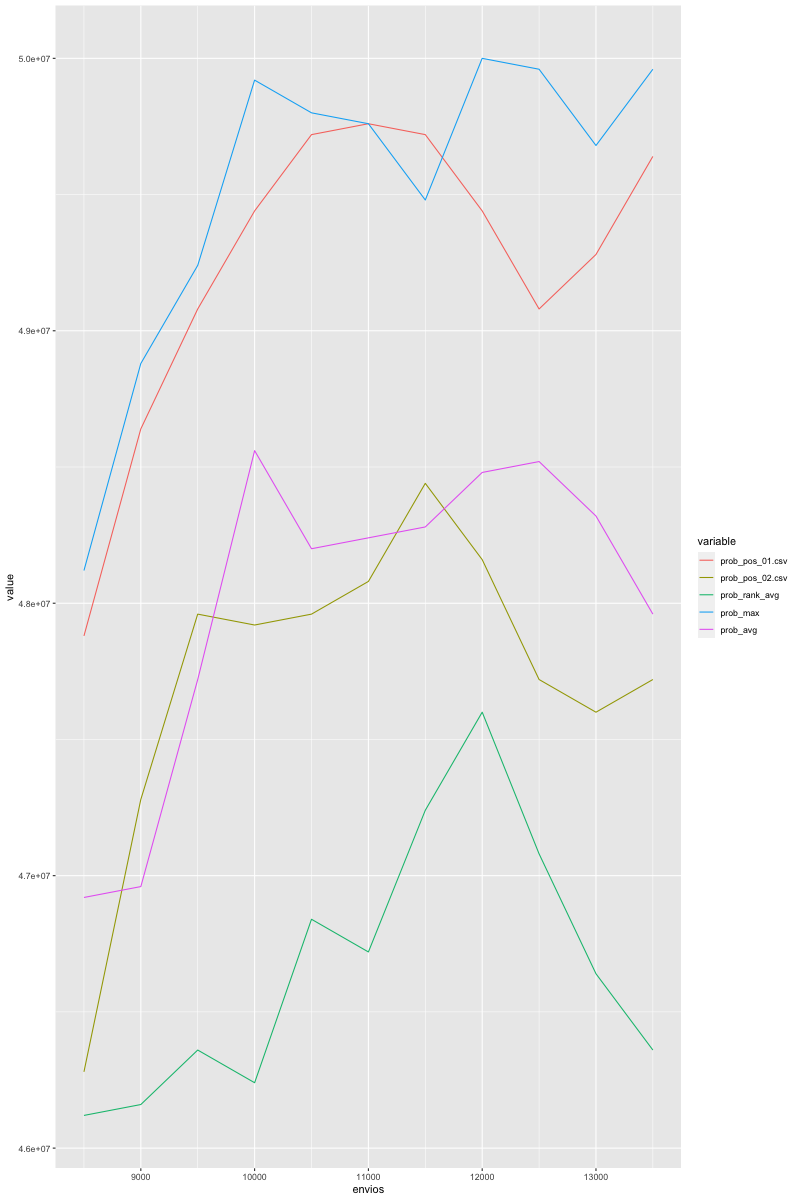 5.0e+07
4.9e+07
4.8e+07
4.7e+07
4.6e+07
value
9000
10000
11000
12000
13000
envios
variable
prob_pos_01.csv
prob_pos_02.csv
prob_rank_avg
prob_max
prob_avg